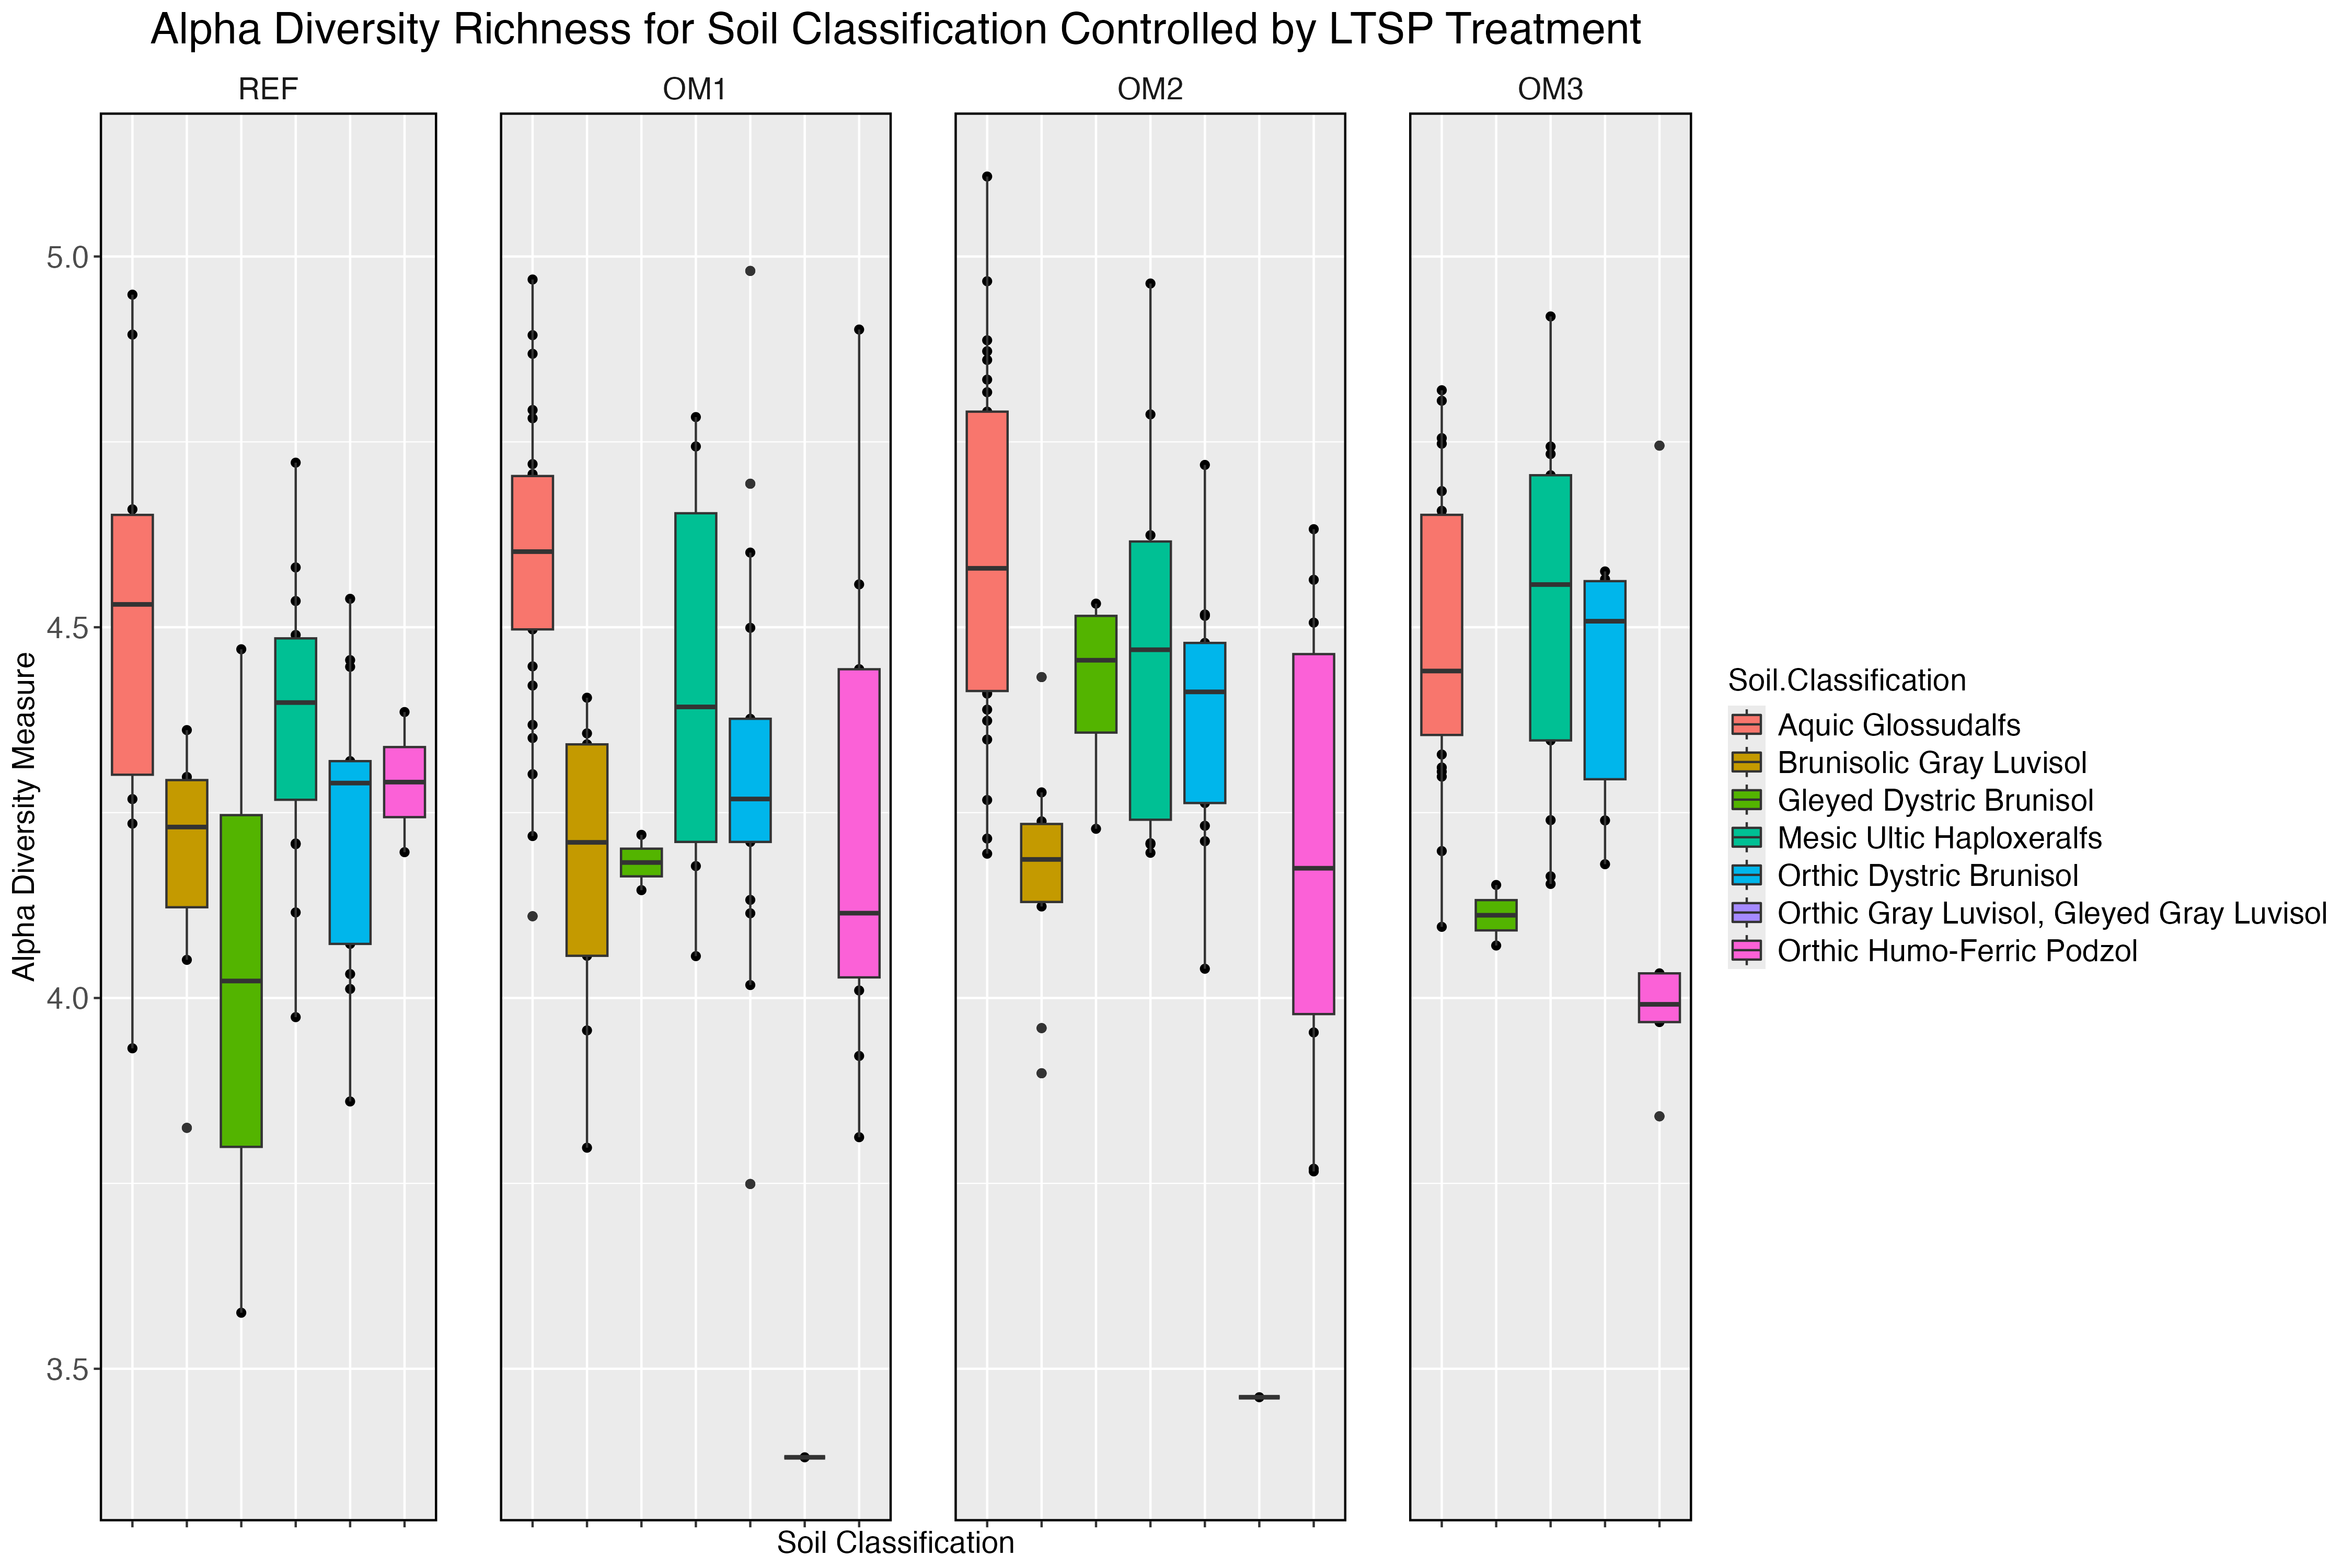 Alpha Diversity Richness for Soil Classification Controlled by LTSP Treatment
REF
OM1
OM2
OM3
5.0
4.5
4.0
3.5
Alpha Diversity Measure
Soil Classification
Soil.Classification
Aquic Glossudalfs
Brunisolic Gray Luvisol
Gleyed Dystric Brunisol
Mesic Ultic Haploxeralfs
Orthic Dystric Brunisol
Orthic Gray Luvisol, Gleyed Gray Luvisol
Orthic Humo-Ferric Podzol